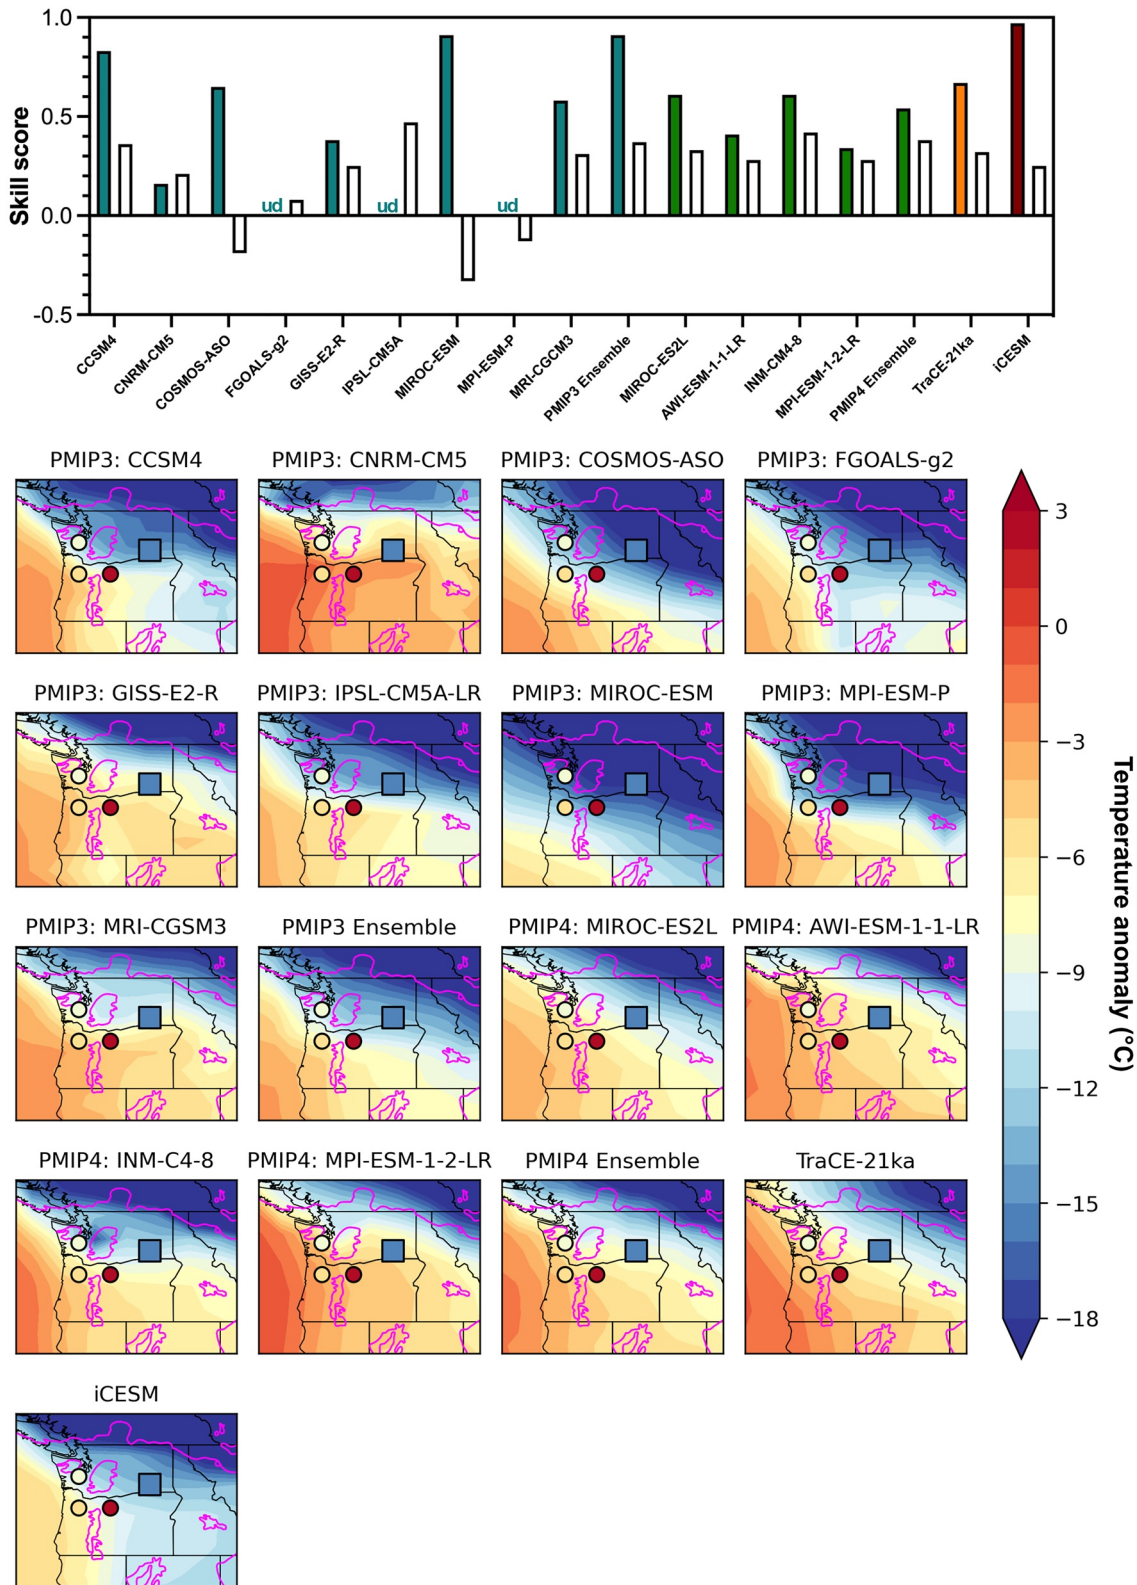 1.0
0.5
0.0
-0.5
Skill score
ud
ud
ud
CCSM4
CNRM-CM5
COSMOS-ASO
FGOALS-g2
GISS-E2-R
IPSL-CM5A
MIROC-ESM
MPI-ESM-P
MRI-CGCM3
PMIP3 Ensemble
MIROC-ES2L
AWI-ESM-1-1-LR
INM-CM4-8
MPI-ESM-1-2-LR
PMIP4 Ensemble
TraCE-21ka
iCESM
PMIP3: CCSM4
PMIP3: CNRM-CM5
PMIP3: COSMOS-ASO
PMIP3: FGOALS-g2
PMIP3: GISS-E2-R
PMIP3: IPSL-CM5A-LR
PMIP3: MIROC-ESM
PMIP3: MPI-ESM-P
PMIP3: MRI-CGSM3
PMIP3 Ensemble
PMIP4: MIROC-ES2L
PMIP4: AWI-ESM-1-1-LR
PMIP4: INM-C4-8
PMIP4: MPI-ESM-1-2-LR
PMIP4 Ensemble
TraCE-21ka
iCESM
3
0
−3
−6
−9
−12
−15
−18
Temperature anomaly (°C)